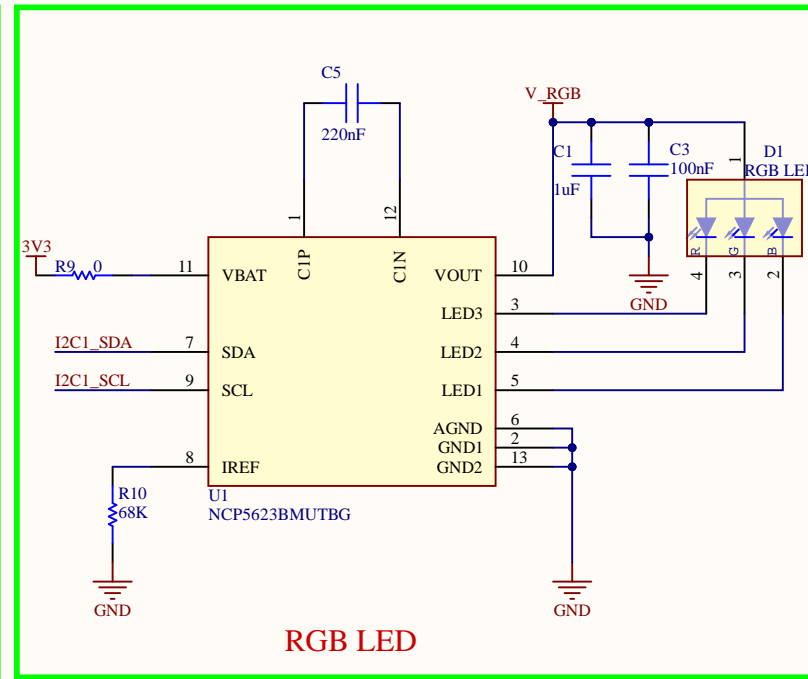 C5
220nF
V_RGB
C1
1uF
C3
100nF
1
D1
RGB LE
R
G
B
4
3
2
1
12
C1P
C1N
3V3
R9 0
11
VBAT
VOUT
10
LED3
3
GND
I2C1_SDA
7
SDA
LED2
4
I2C1_SCL
9
SCL
LED1
5
AGND
6
GND1
2
GND2
13
8
IREF
R10
68K
U1
NCP5623BMUTBG
GND
GND
RGB LED